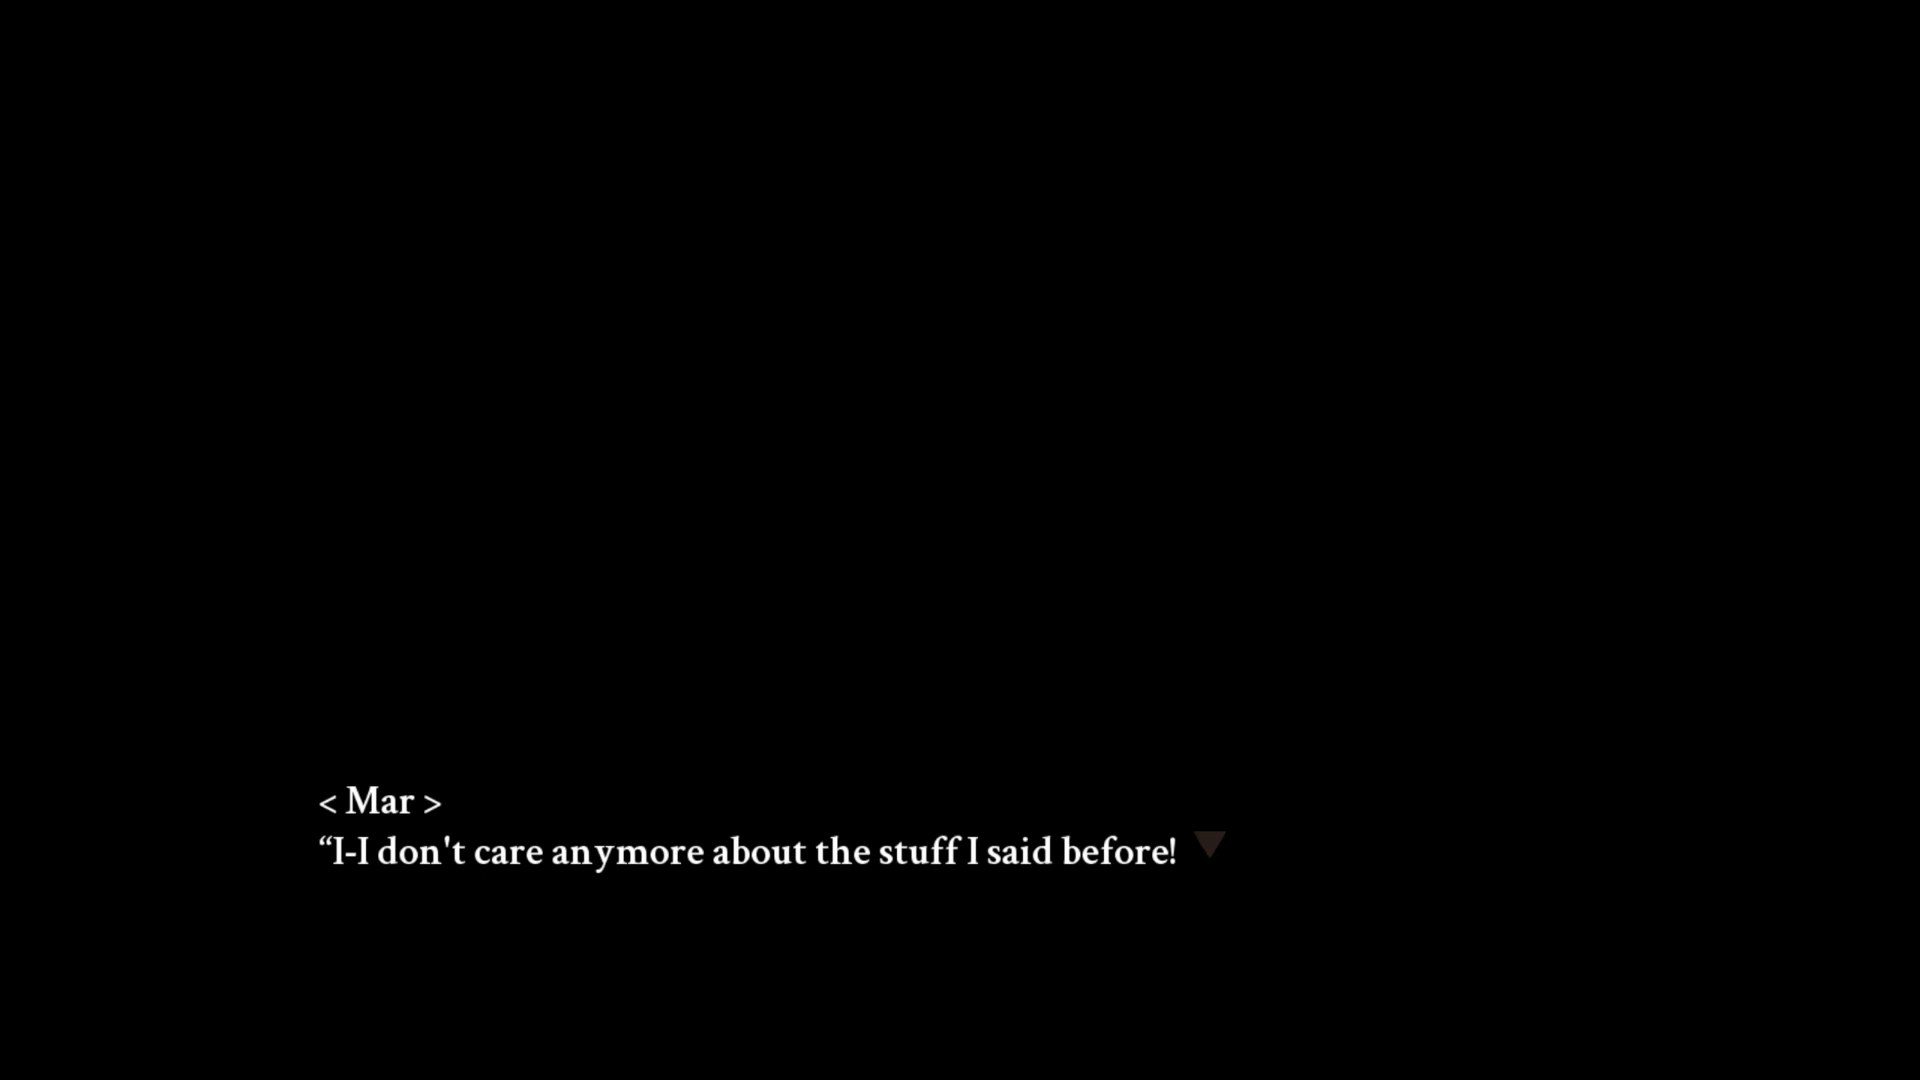 < Mar >
“I-I don't care anymore about the stuff I said before!